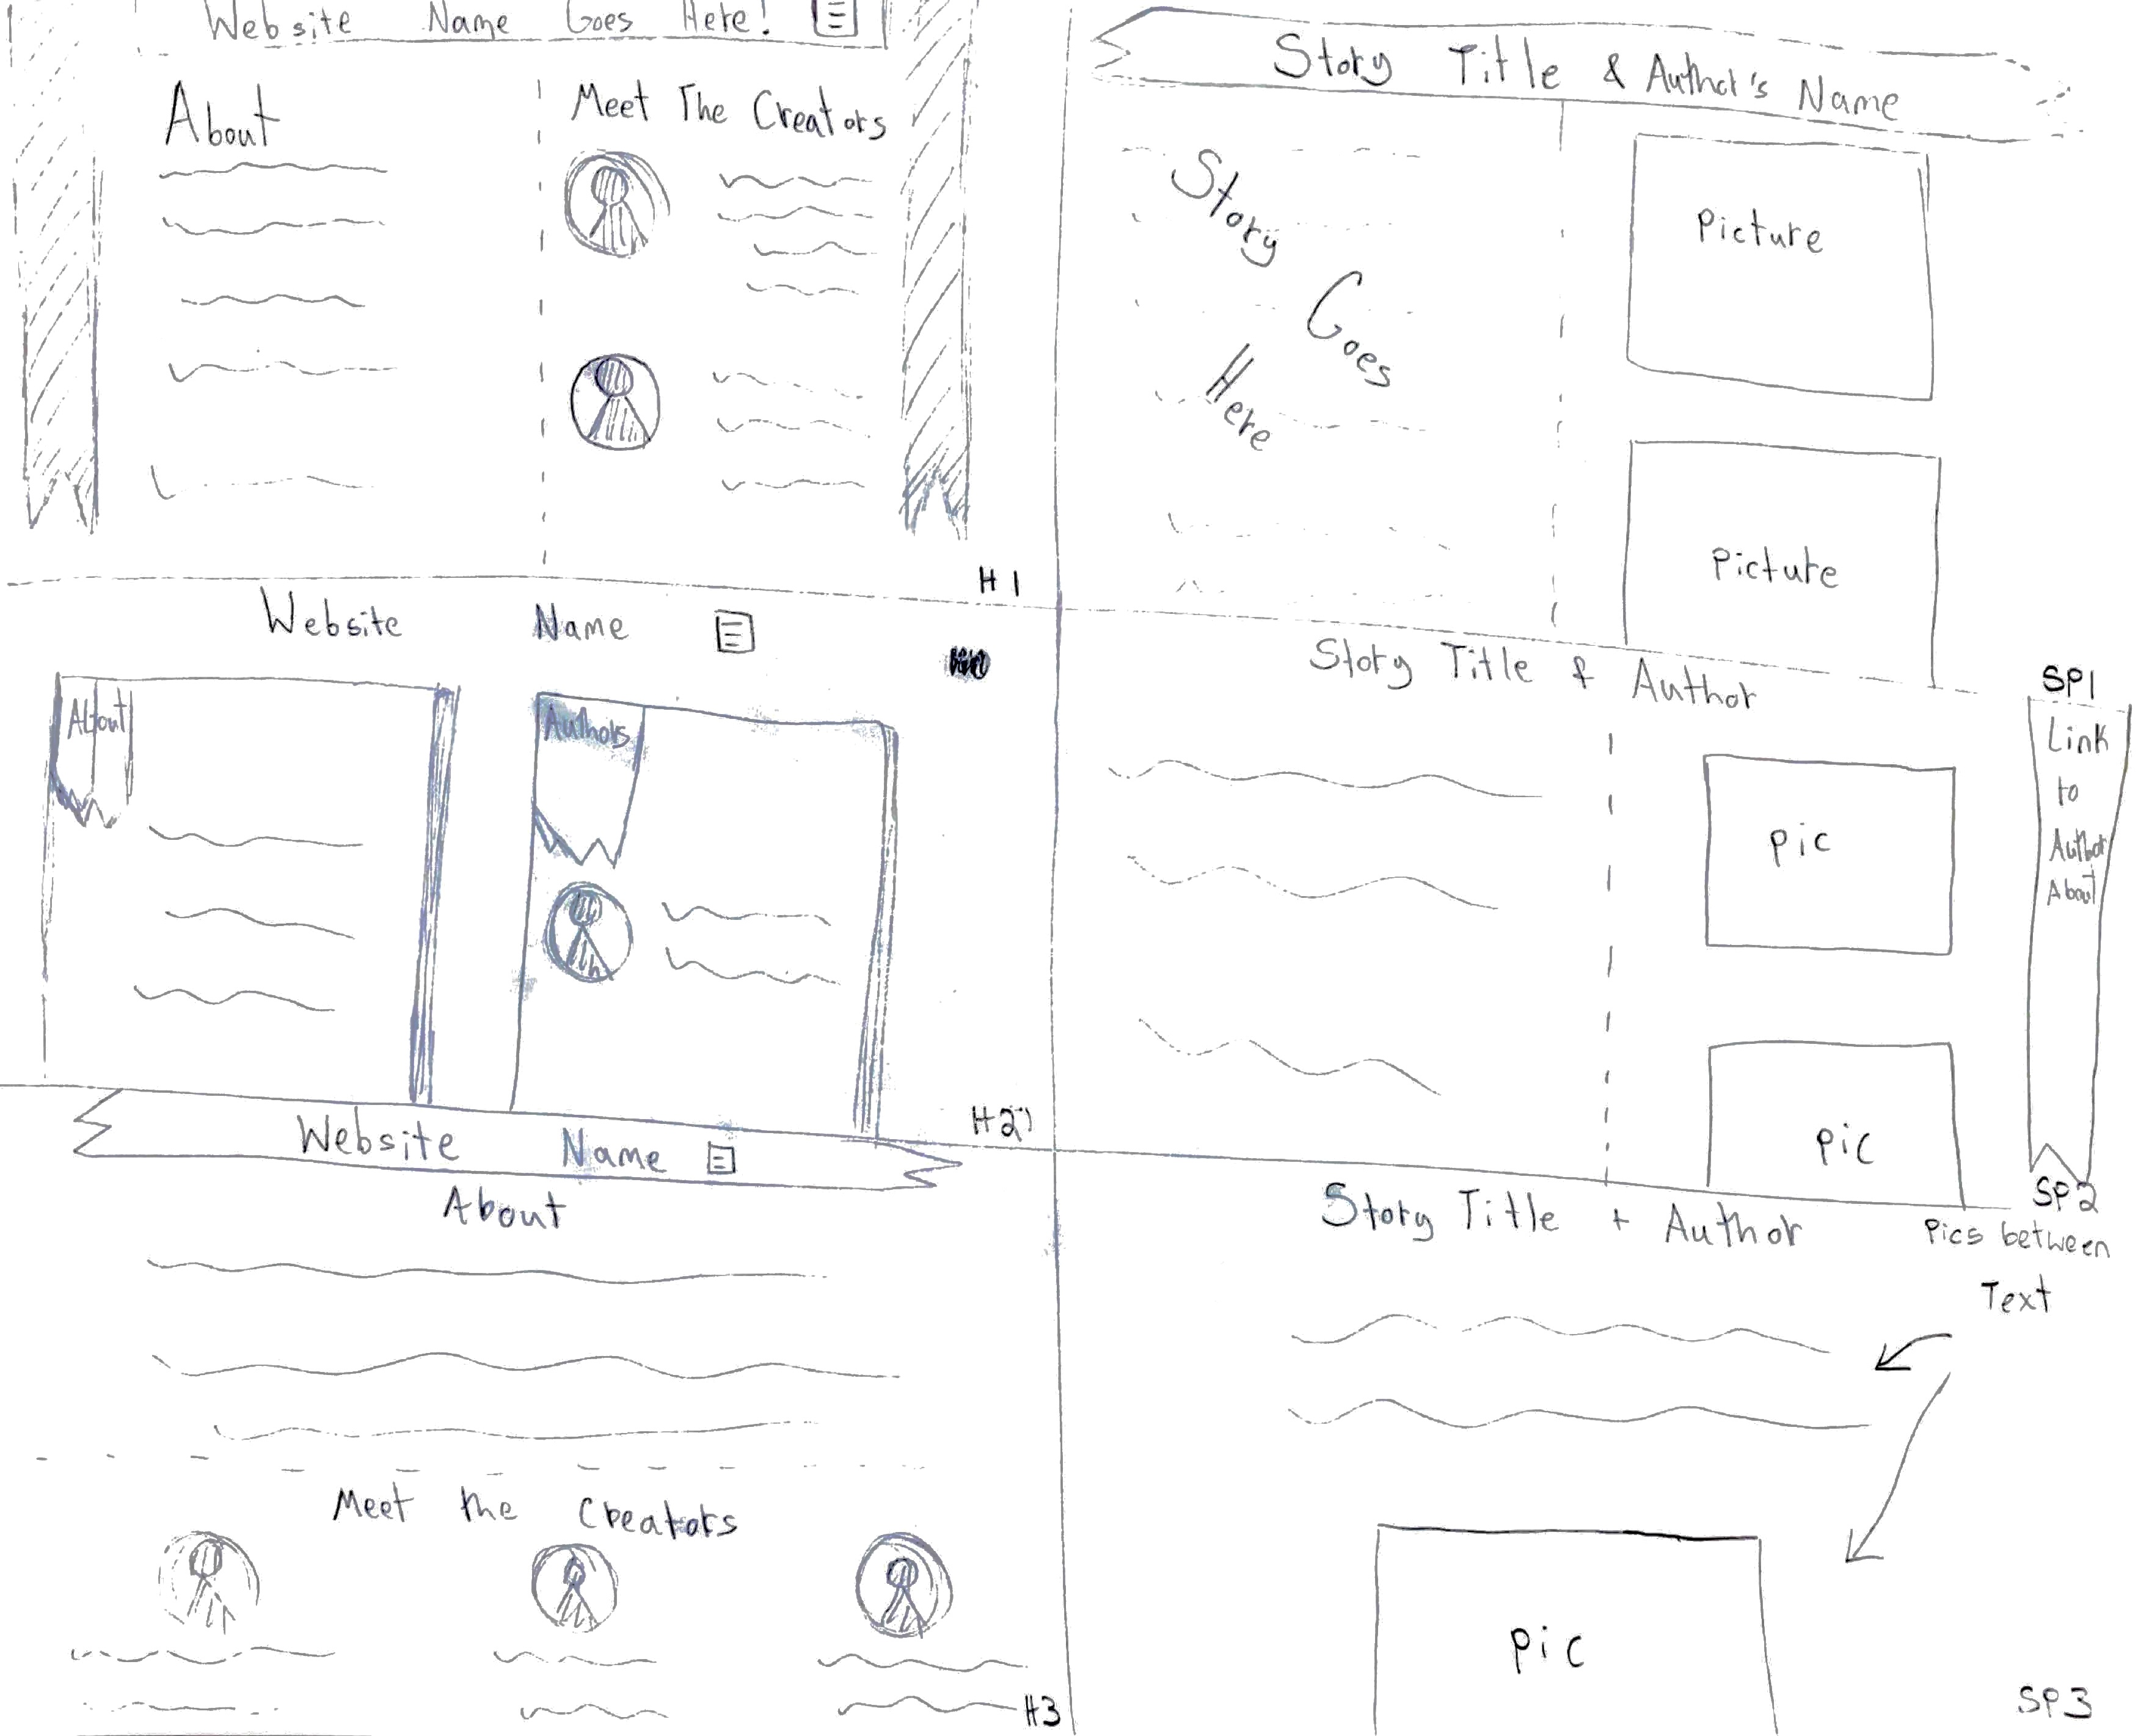 Website Name Goes Here!
About
Meet The Creators
H1
Website Name
About
Authors
H2
Website Name
About
Meet the Creators
H3
Story Title & Author's Name
Story
Goes
Here
Picture
Picture
SP1
Story Title & Author
Link
to
Author
About
pic
pic
SP2
Story Title + Author
Pics between
Text
pic
SP3